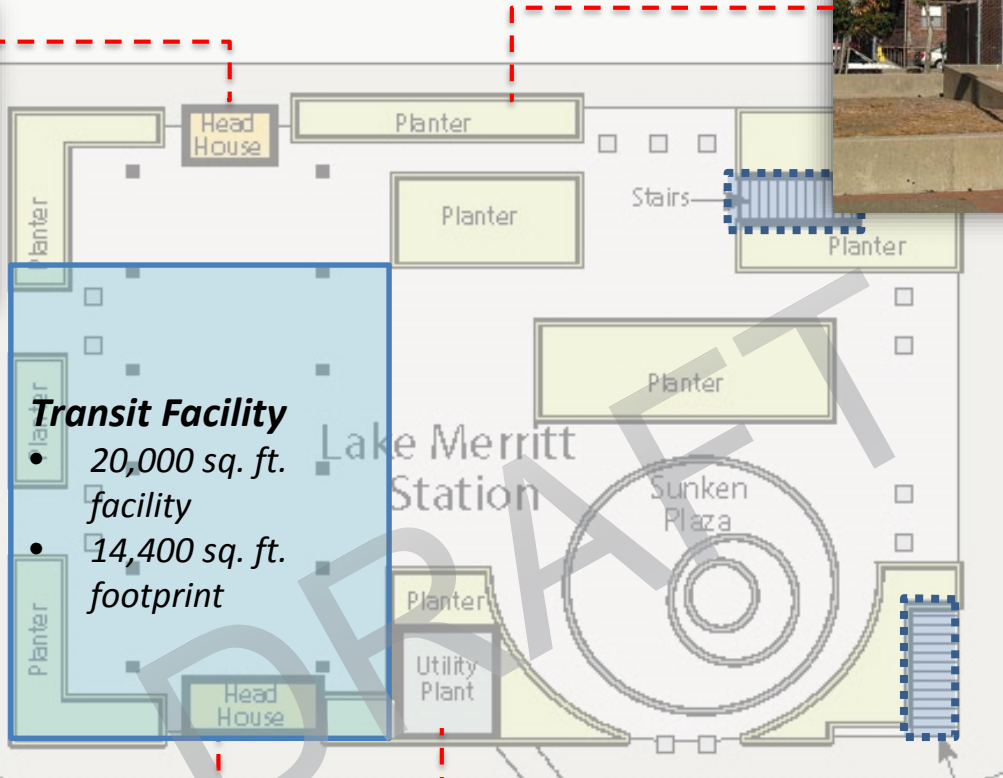 Head
House
Planter
Planter
Planter
Stairs
Planter
Planter
Planter
Transit Facility
• 20,000 sq. ft.
facility
• 14,400 sq. ft.
footprint
Lake Merritt
Station
Sunken
Plaza
Planter
Planter
Utility
Plant
Head
House
DRAFT